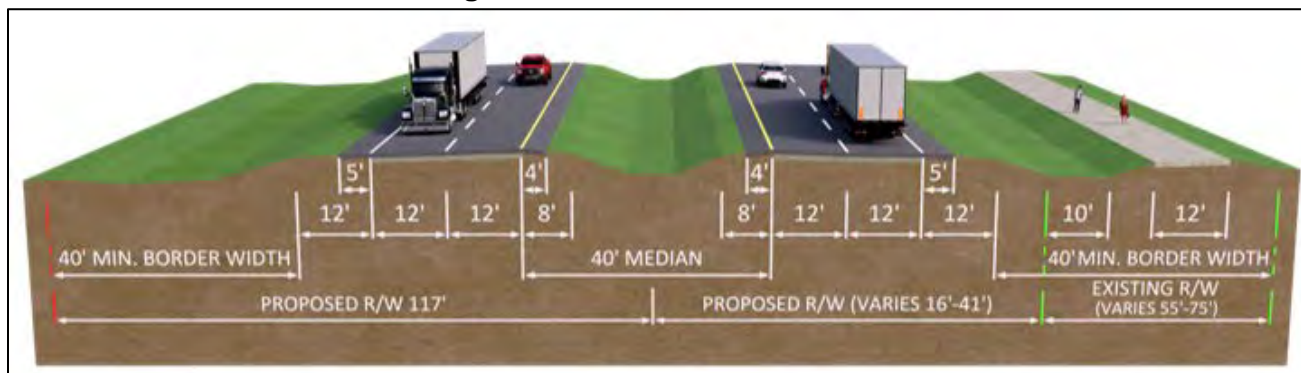 5' 4' 4' 5'
12' 12' 12' 8' 8' 12' 12' 12' 10' 12'
40' MIN. BORDER WIDTH 40' MEDIAN 40' MIN. BORDER WIDTH
PROPOSED R/W 117' PROPOSED R/W (VARIES 16'-41') EXISTING R/W
(VARIES 55'-75')